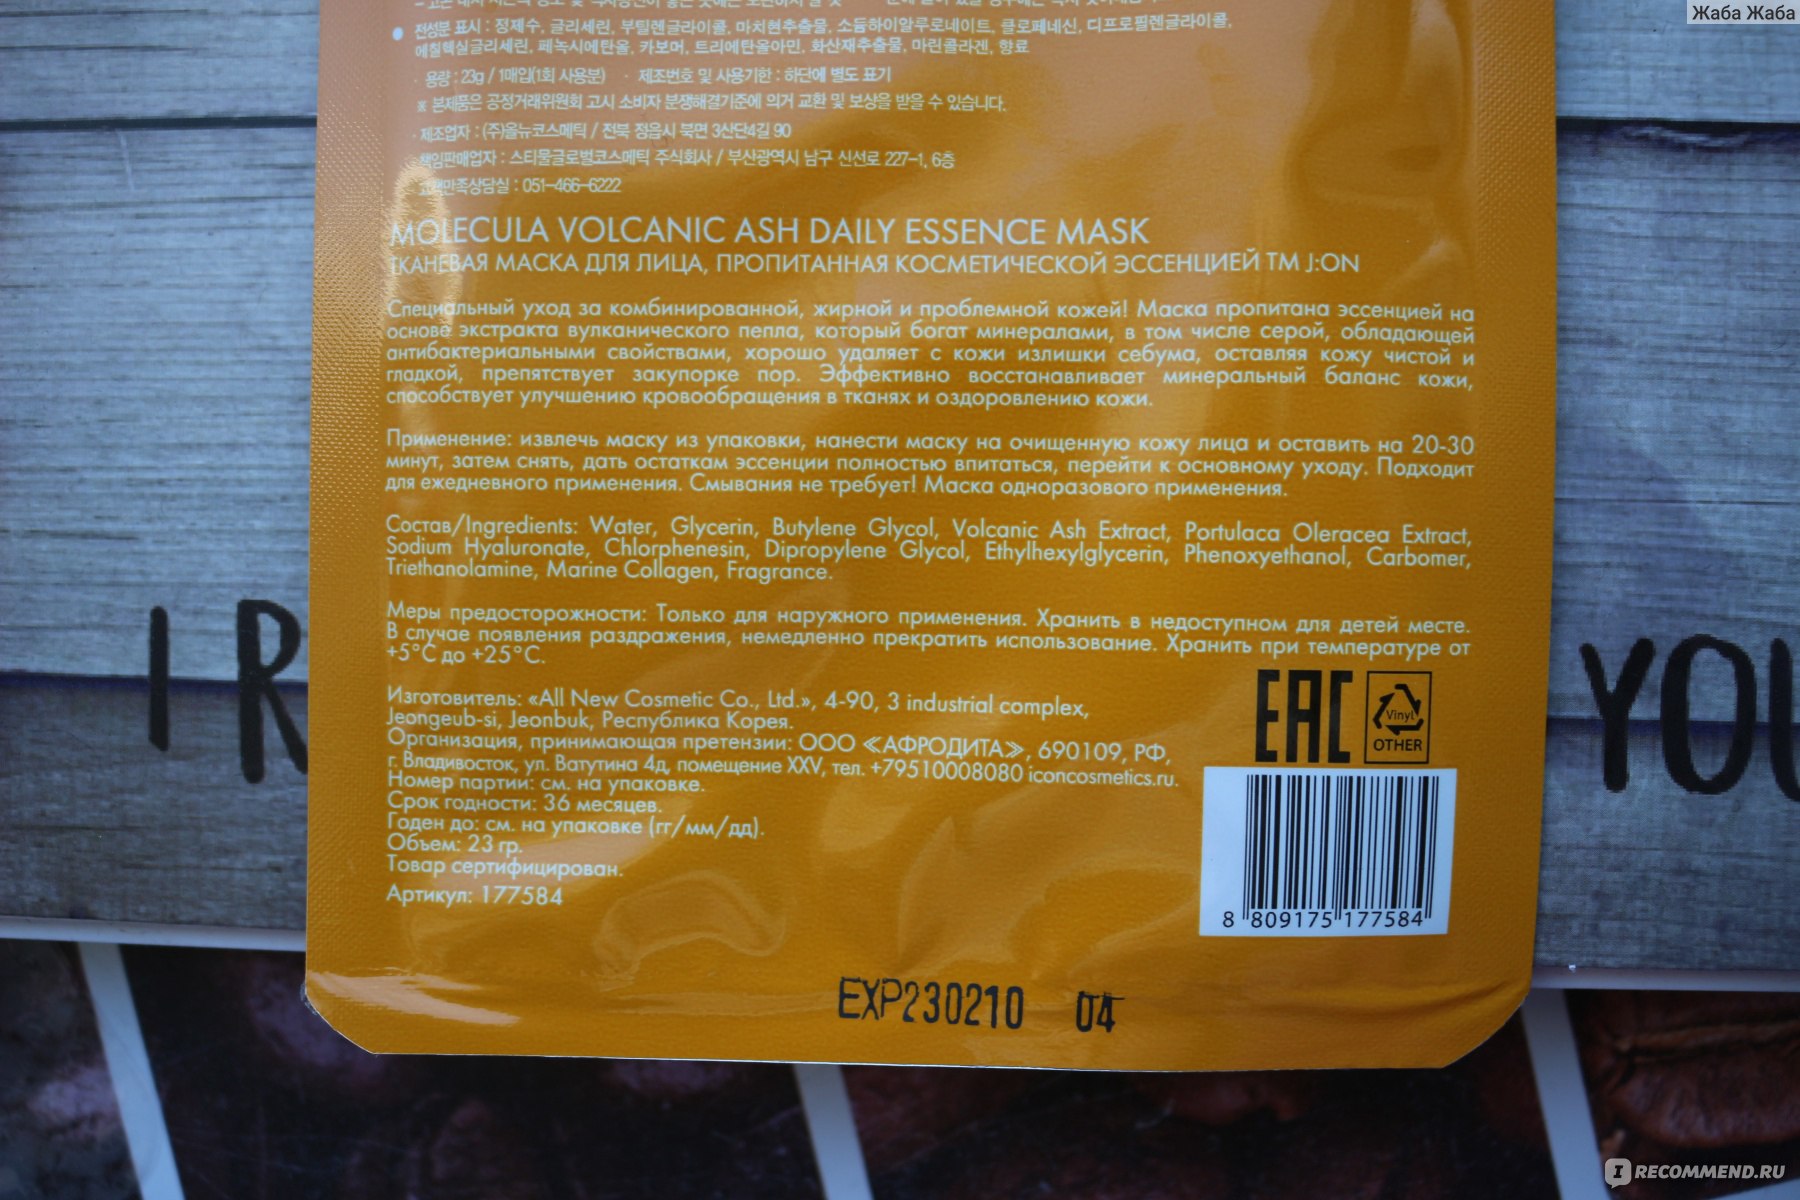 Жаба Жаба
전성분 표시 : 정제수, 글리세린, 부틸렌글라이콜, 마치현추출물, 소듐하이알루로네이트, 클로페네신, 디프로필렌글라이콜,
에칠헥실글리세린, 페녹시에탄올, 카보머, 트리에탄올아민, 화산재추출물, 마린콜라겐, 향료
· 용량 : 23g / 1매입(1회 사용분) · 제조번호 및 사용기한 : 하단에 별도 표기
※ 본제품은 공정거래위원회 고시 소비자 분쟁해결기준에 의거 교환 및 보상을 받을 수 있습니다.
· 제조업자 : (주)올뉴코스메틱 / 전북 정읍시 북면 3산단4길 90
책임판매업자 : 스티몰글로벌코스메틱 주식회사 / 부산광역시 남구 신선로 227-1, 6층
고객만족상담실 : 051-466-6222
MOLECULA VOLCANIC ASH DAILY ESSENCE MASK
ТКАНЕВАЯ МАСКА ДЛЯ ЛИЦА, ПРОПИТАННАЯ КОСМЕТИЧЕСКОЙ ЭССЕНЦИЕЙ ТМ J:ON
Специальный уход за комбинированной, жирной и проблемной кожей! Маска пропитана эссенцией на
основе экстракта вулканического пепла, который богат минералами, в том числе серой, обладающей
антибактериальными свойствами, хорошо удаляет с кожи излишки себума, оставляя кожу чистой и
гладкой, препятствует закупорке пор. Эффективно восстанавливает минеральный баланс кожи,
способствует улучшению кровообращения в тканях и оздоровлению кожи.
Применение: извлечь маску из упаковки, нанести маску на очищенную кожу лица и оставить на 20-30
минут, затем снять, дать остаткам эссенции полностью впитаться, перейти к основному уходу. Подходит
для ежедневного применения. Смывания не требует! Маска одноразового применения.
Состав/Ingredients: Water, Glycerin, Butylene Glycol, Volcanic Ash Extract, Portulaca Oleracea Extract,
Sodium Hyaluronate, Chlorphenesin, Dipropylene Glycol, Ethylhexylglycerin, Phenoxyethanol, Carbomer,
Triethanolamine, Marine Collagen, Fragrance.
Меры предосторожности: Только для наружного применения. Хранить в недоступном для детей месте.
В случае появления раздражения, немедленно прекратить использование. Хранить при температуре от
+5°C до +25°C.
Изготовитель: «All New Cosmetic Co., Ltd.», 4-90, 3 industrial complex,
Jeongeub-si, Jeonbuk, Республика Корея.
Организация, принимающая претензии: ООО «АФРОДИТА», 690109, РФ,
г. Владивосток, ул. Ватутина 4д, помещение XXV, тел. +79510008080 iconcosmetics.ru.
Номер партии: см. на упаковке.
Срок годности: 36 месяцев.
Годен до: см. на упаковке (гг/мм/дд).
Объем: 23 гр.
Товар сертифицирован.
Артикул: 177584
EAC
Vinyl
OTHER
8 809175 177584
EXP230210 04
I R
YOU
I RECOMMEND.RU